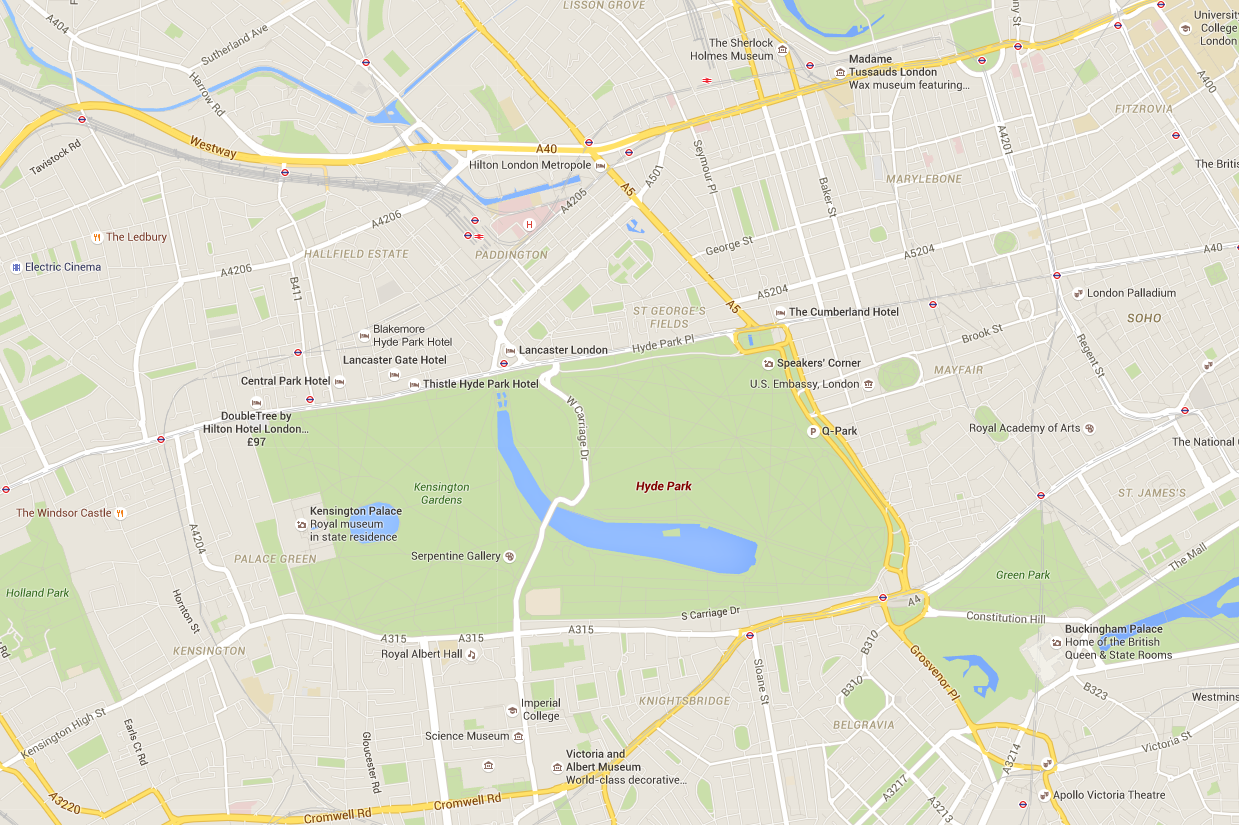 LISSON GROVE
A404
Sutherland Ave
The Sherlock
Holmes Museum
Madame
Tussauds London
Wax museum featuring...
University
College
London
A400
Harrow Rd
FITZROVIA
Westway
A40
Tavistock Rd
Hilton London Metropole
A5
A501
Seymour Pl
A4201
The Britis
MARYLEBONE
Baker St
A4205
A4206
H
The Ledbury
HALLFIELD ESTATE
PADDINGTON
George St
A5204
A40
Electric Cinema
A4206
B411
A5204
London Palladium
A5
ST GEORGE'S
FIELDS
The Cumberland Hotel
SOHO
Blakemore
Hyde Park Hotel
Hyde Park Pl
Brook St
Regent St
Lancaster London
Lancaster Gate Hotel
Speakers' Corner
MAYFAIR
Central Park Hotel
Thistle Hyde Park Hotel
U.S. Embassy, London
DoubleTree by
Hilton Hotel London...
£97
W Carriage Dr
P
Q-Park
Royal Academy of Arts
The National G
Kensington
Gardens
Hyde Park
ST. JAMES'S
The Windsor Castle
Kensington Palace
Royal museum
in state residence
A4204
PALACE GREEN
Serpentine Gallery
The Mall
Holland Park
Green Park
Hornton St
S Carriage Dr
A4
Constitution Hill
A315
A315
A315
Buckingham Palace
Home of the British
Queen & State Rooms
KENSINGTON
Royal Albert Hall
B310
Grosvenor Pl
Sloane St
B310
B323
Westmins
Kensington High St
Earls Ct Rd
Imperial
College
KNIGHTSBRIDGE
BELGRAVIA
Gloucester Rd
Science Museum
Victoria St
A3214
Victoria and
Albert Museum
World-class decorative...
A3217
A3213
Apollo Victoria Theatre
A3220
Cromwell Rd
Cromwell Rd